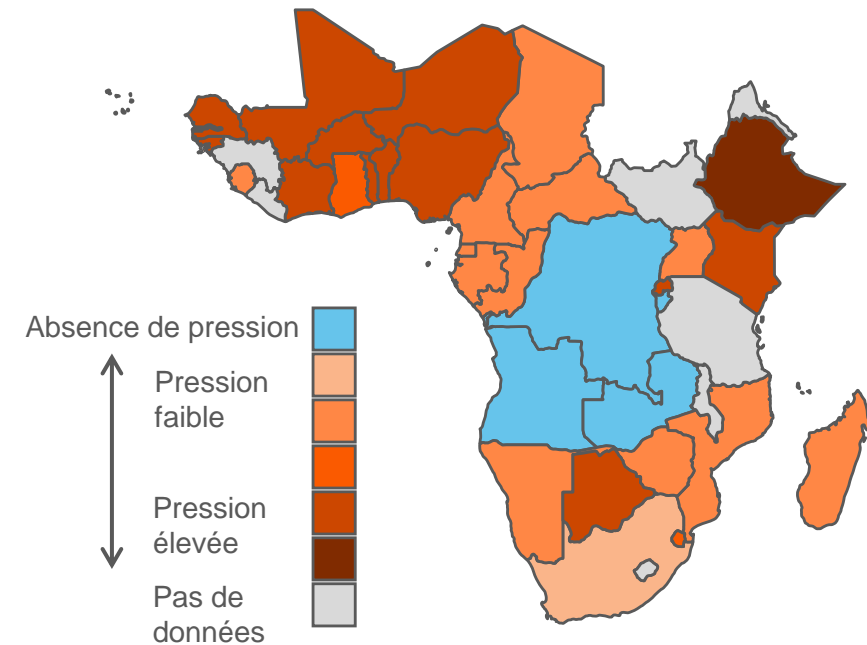 Absence de pression
Pression
faible
Pression
élevée
Pas de
données